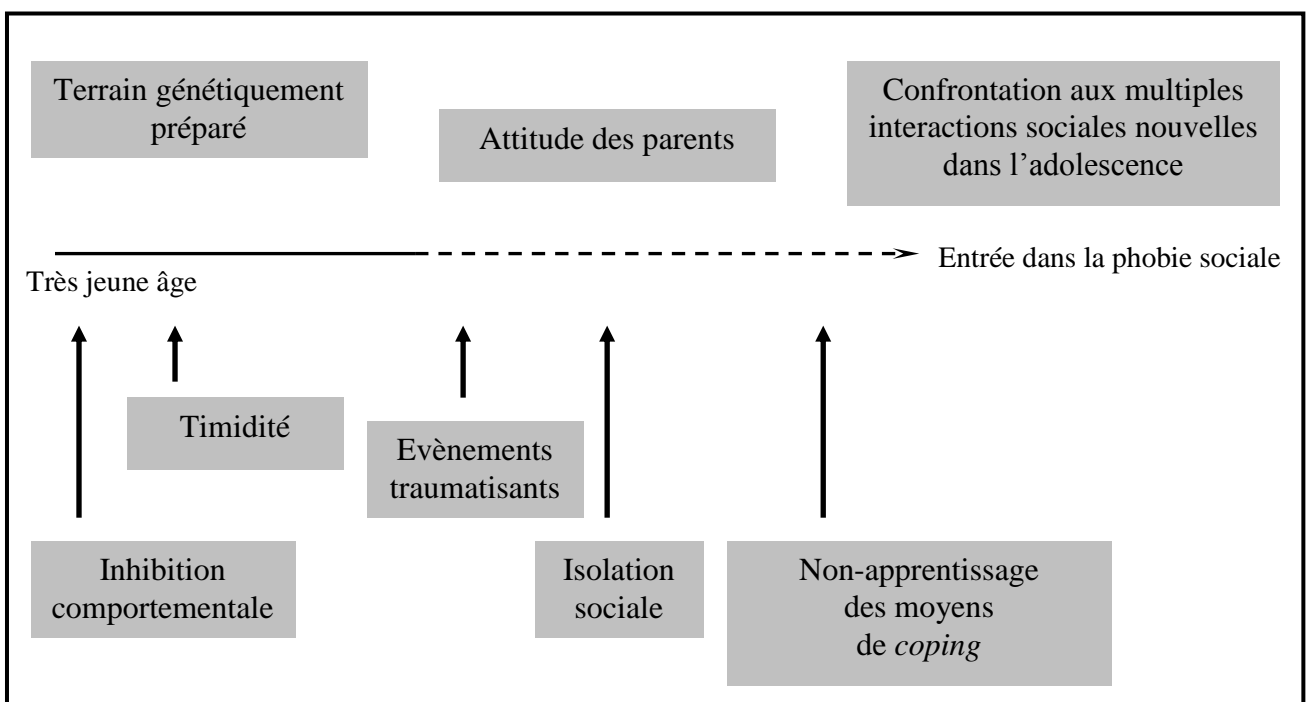 Terrain génétiquement
préparé
Attitude des parents
Confrontation aux multiples
interactions sociales nouvelles
dans l’adolescence
Très jeune âge
Entrée dans la phobie sociale
Timidité
Evènements
traumatisants
Inhibition
comportementale
Isolation
sociale
Non-apprentissage
des moyens
de coping